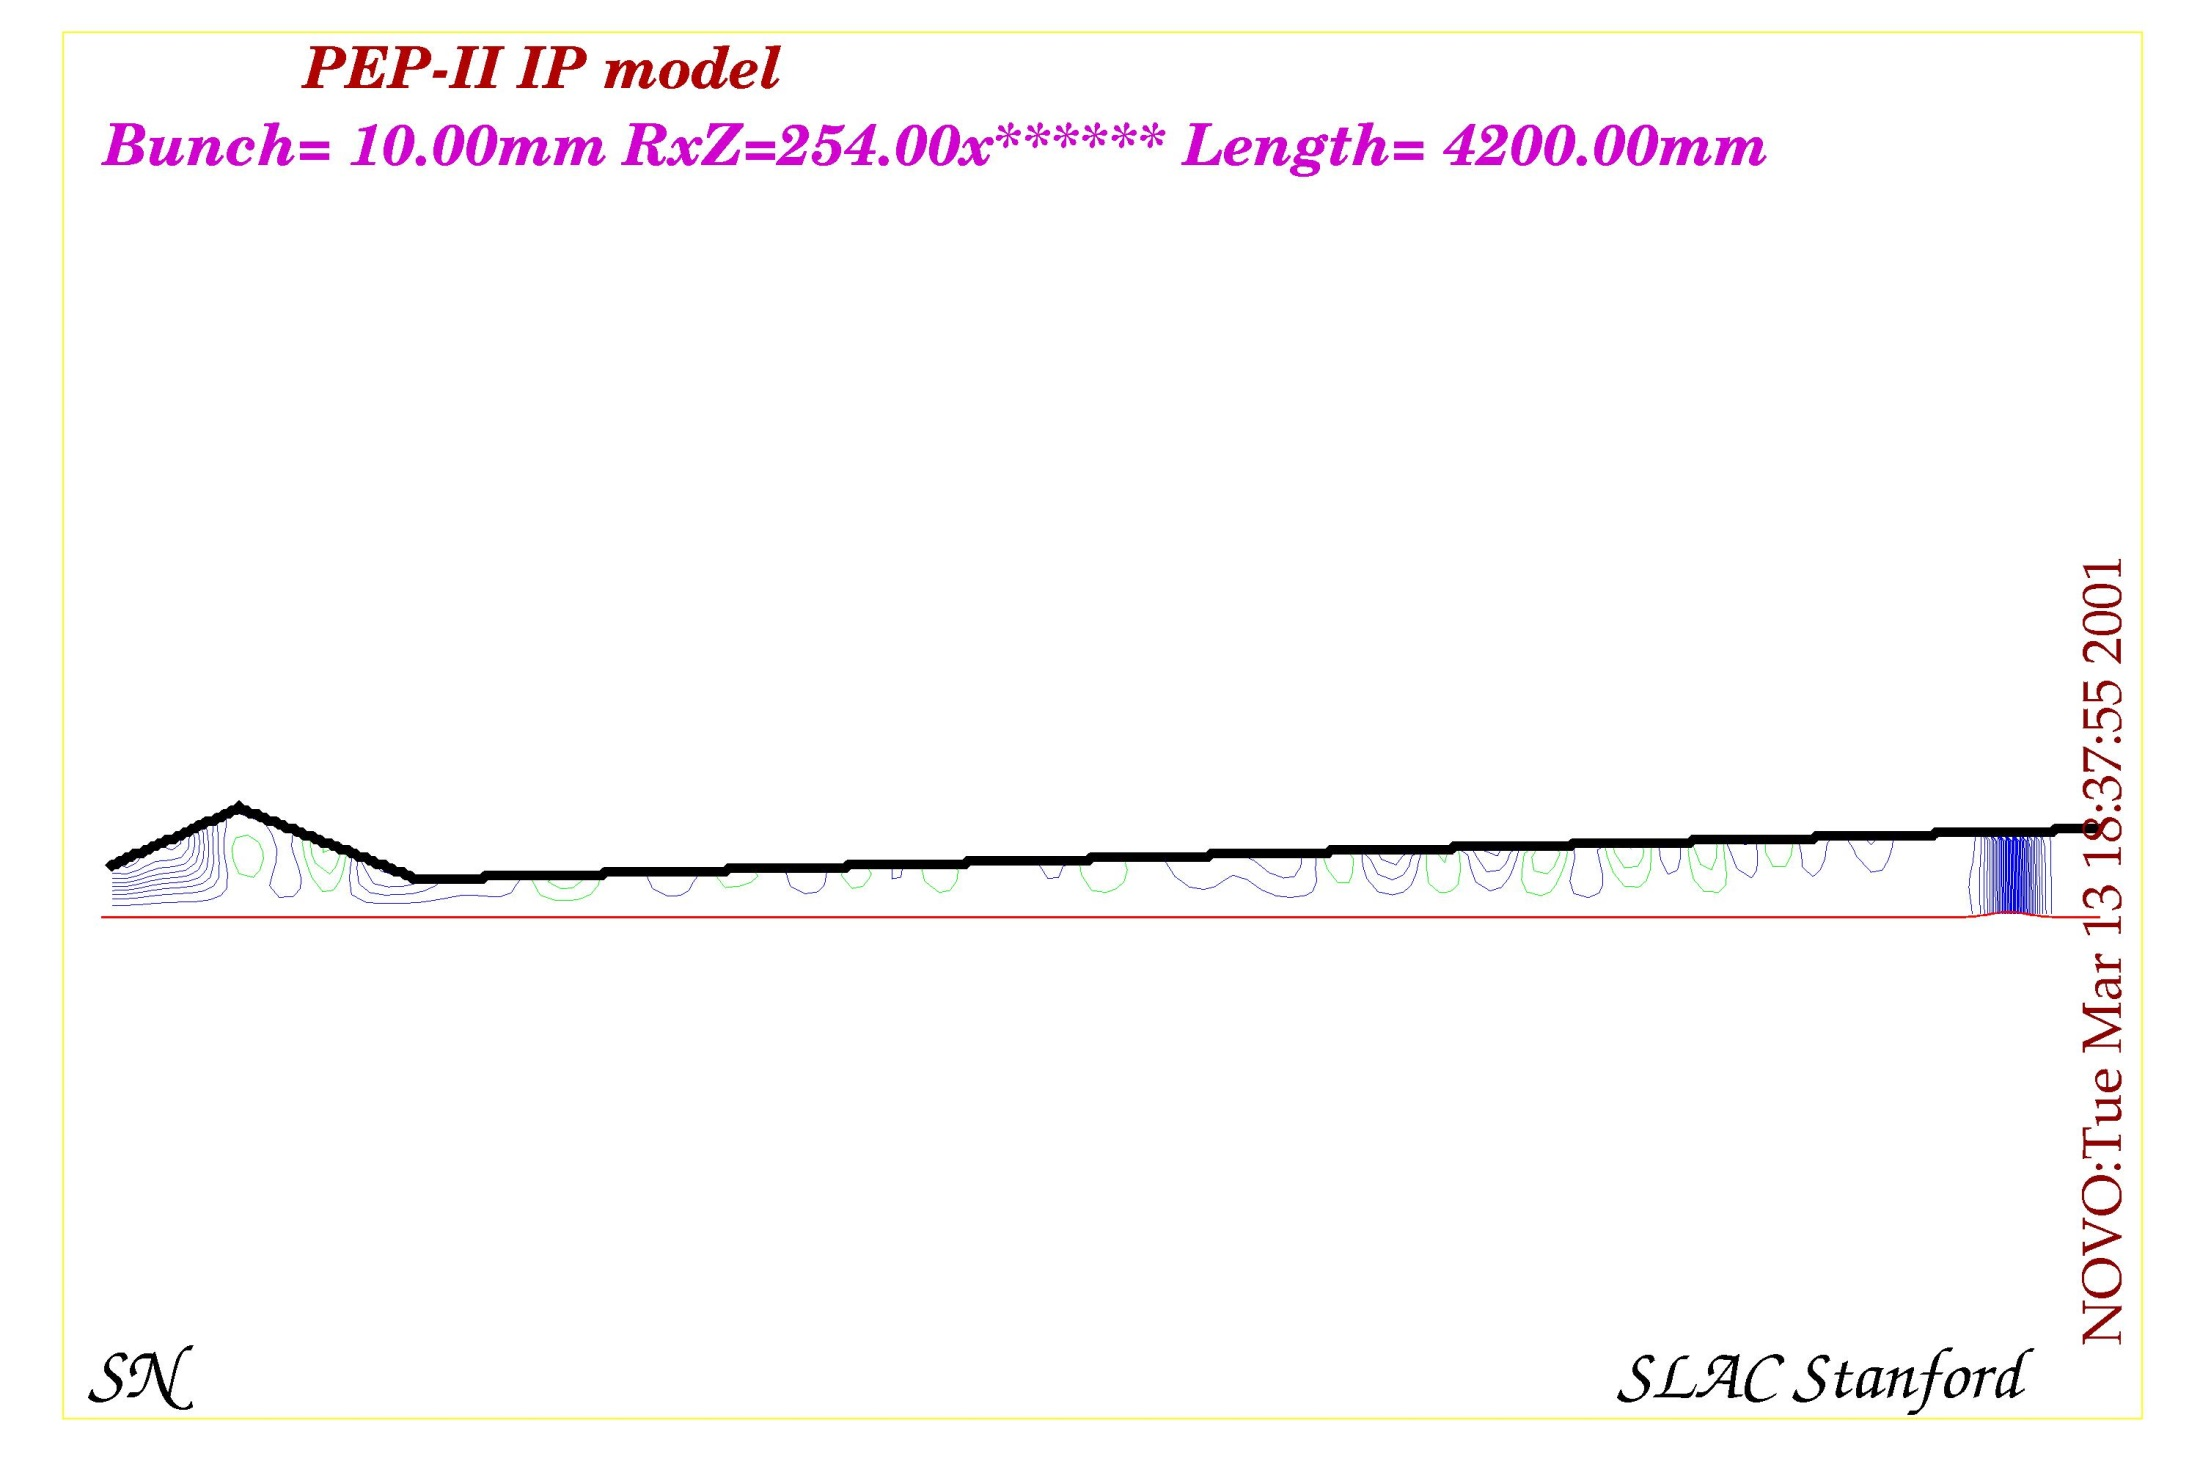 PEP-II IP model
Bunch= 10.00mm RxZ=254.00x****** Length= 4200.00mm
NOVO:Tue Mar 13 18:37:55 2001
SN
SLAC Stanford